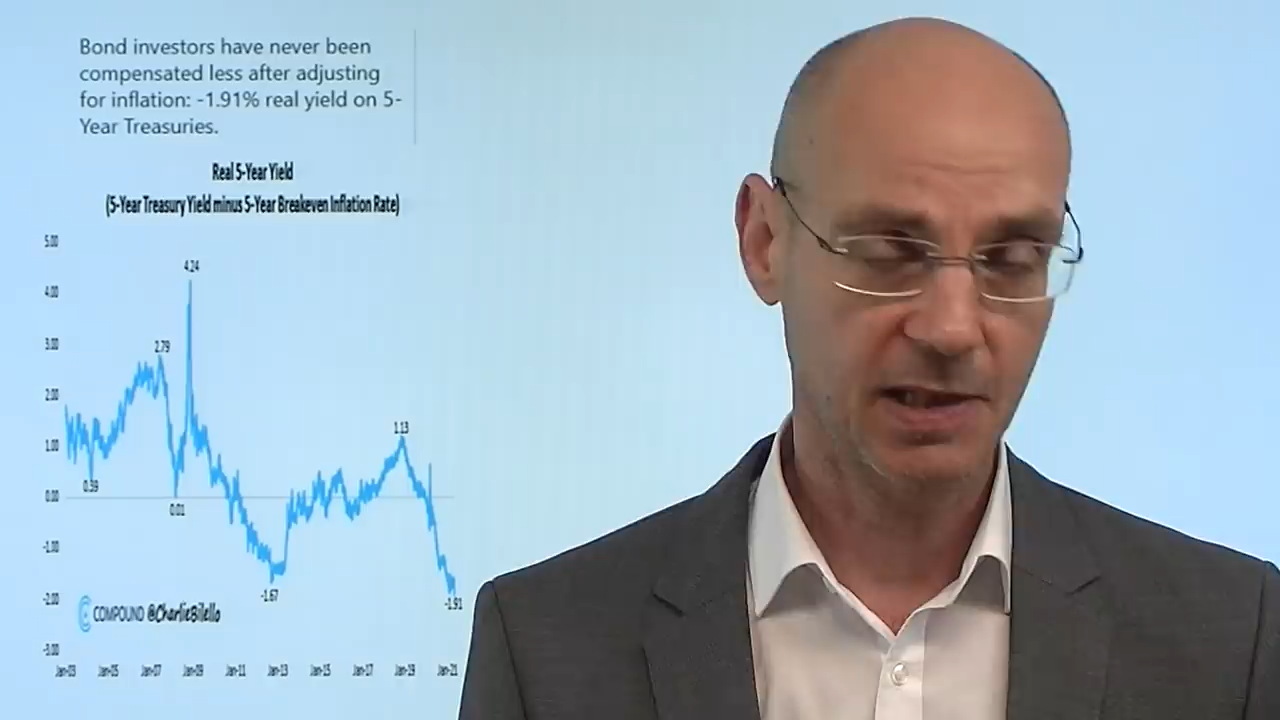 Bond investors have never been
compensated less after adjusting
for inflation: -1.91% real yield on 5-
Year Treasuries.
Real 5-Year Yield
(5-Year Treasury Yield minus 5-Year Breakeven Inflation Rate)
5.00
4.24
4.00
3.00
2.79
2.00
1.13
1.00
0.39
0.00
0.01
-1.00
-1.67
-2.00
-1.91
COMPOUND @CharlieBilello
-3.00
Jan-03 Jan-05 Jan-07 Jan-09 Jan-11 Jan-13 Jan-15 Jan-17 Jan-19 Jan-21